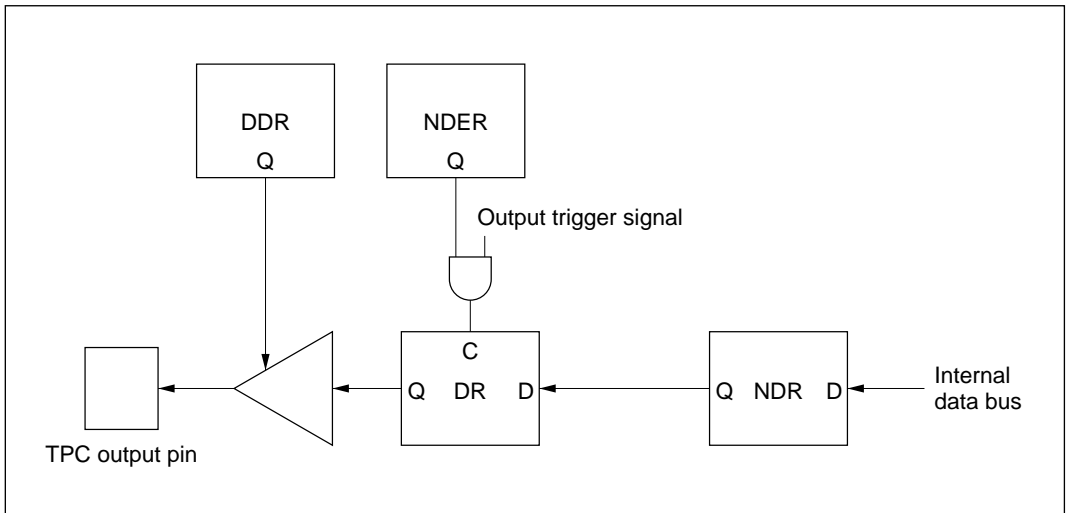 DDR
Q
NDER
Q
Output trigger signal
C
Q DR D
Q NDR D
Internal
data bus
TPC output pin